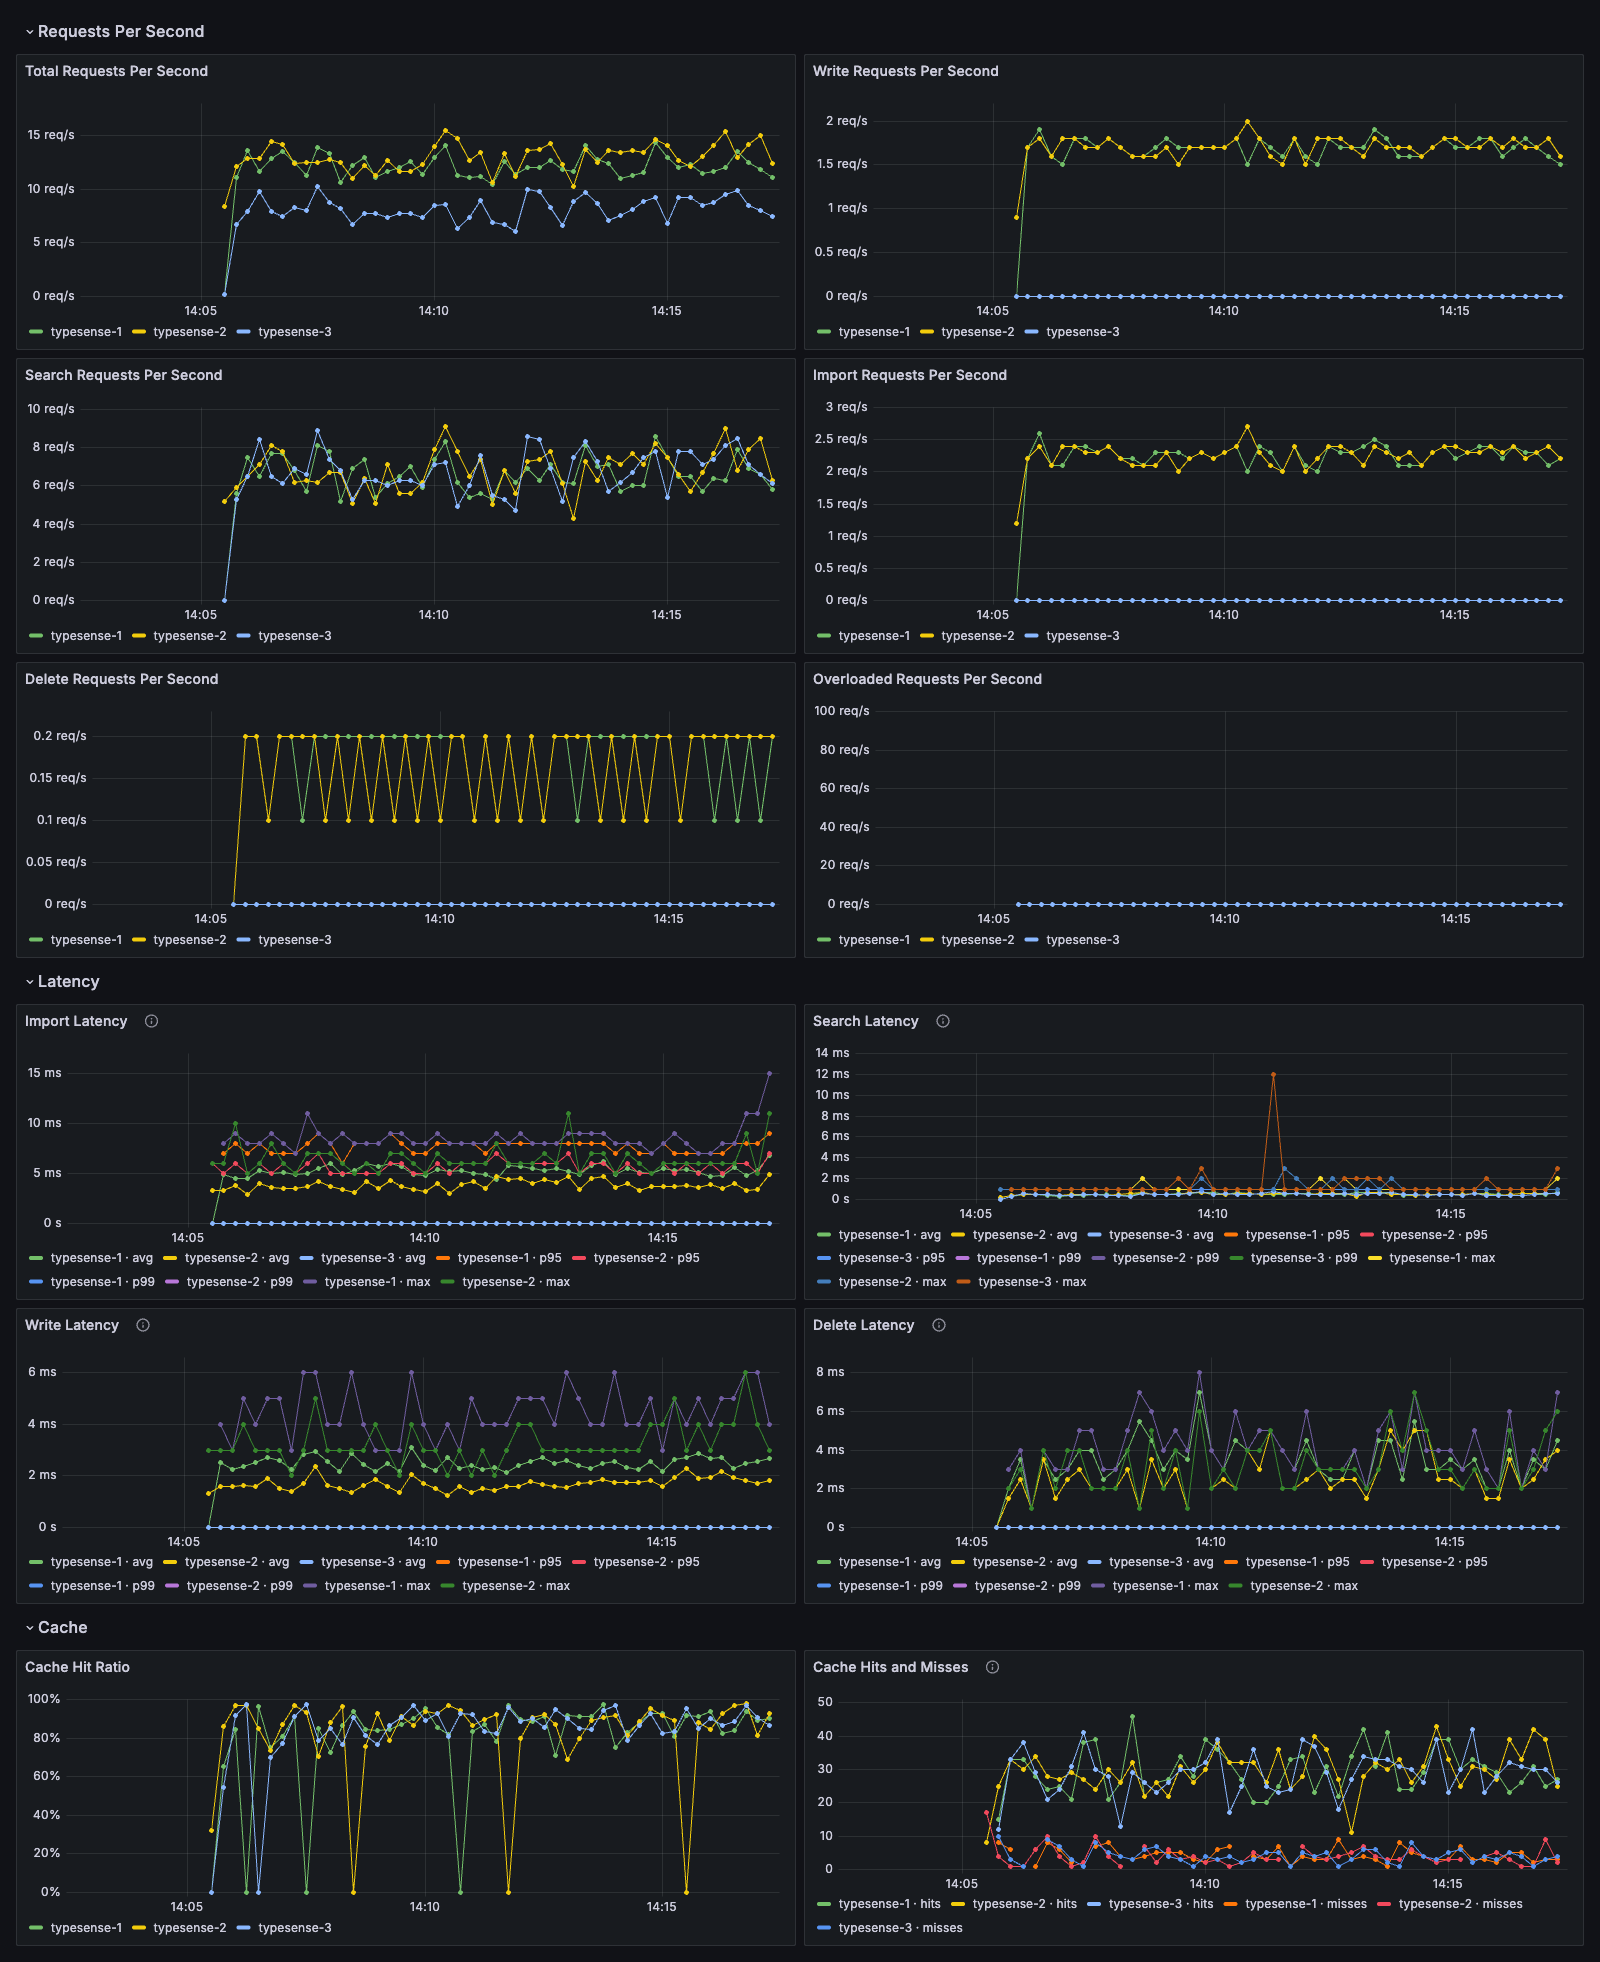 Requests Per Second
Total Requests Per Second
15 req/s
10 req/s
5 req/s
0 req/s
14:05 14:10 14:15
typesense-1 typesense-2 typesense-3
Write Requests Per Second
2 req/s
1.5 req/s
1 req/s
0.5 req/s
0 req/s
14:05 14:10 14:15
typesense-1 typesense-2 typesense-3
Search Requests Per Second
10 req/s
8 req/s
6 req/s
4 req/s
2 req/s
0 req/s
14:05 14:10 14:15
typesense-1 typesense-2 typesense-3
Import Requests Per Second
3 req/s
2.5 req/s
2 req/s
1.5 req/s
1 req/s
0.5 req/s
0 req/s
14:05 14:10 14:15
typesense-1 typesense-2 typesense-3
Delete Requests Per Second
0.2 req/s
0.15 req/s
0.1 req/s
0.05 req/s
0 req/s
14:05 14:10 14:15
typesense-1 typesense-2 typesense-3
Overloaded Requests Per Second
100 req/s
80 req/s
60 req/s
40 req/s
20 req/s
0 req/s
14:05 14:10 14:15
typesense-1 typesense-2 typesense-3
Latency
Import Latency
15 ms
10 ms
5 ms
0 s
14:05 14:10 14:15
typesense-1 · avg typesense-2 · avg typesense-3 · avg typesense-1 · p95 typesense-2 · p95
typesense-1 · p99 typesense-2 · p99 typesense-1 · max typesense-2 · max
Search Latency
14 ms
12 ms
10 ms
8 ms
6 ms
4 ms
2 ms
0 s
14:05 14:10 14:15
typesense-1 · avg typesense-2 · avg typesense-3 · avg typesense-1 · p95 typesense-2 · p95
typesense-3 · p95 typesense-1 · p99 typesense-2 · p99 typesense-3 · p99 typesense-1 · max
typesense-2 · max typesense-3 · max
Write Latency
6 ms
4 ms
2 ms
0 s
14:05 14:10 14:15
typesense-1 · avg typesense-2 · avg typesense-3 · avg typesense-1 · p95 typesense-2 · p95
typesense-1 · p99 typesense-2 · p99 typesense-1 · max typesense-2 · max
Delete Latency
8 ms
6 ms
4 ms
2 ms
0 s
14:05 14:10 14:15
typesense-1 · avg typesense-2 · avg typesense-3 · avg typesense-1 · p95 typesense-2 · p95
typesense-1 · p99 typesense-2 · p99 typesense-1 · max typesense-2 · max
Cache
Cache Hit Ratio
100%
80%
60%
40%
20%
0%
14:05 14:10 14:15
typesense-1 typesense-2 typesense-3
Cache Hits and Misses
50
40
30
20
10
0
14:05 14:10 14:15
typesense-1 · hits typesense-2 · hits typesense-3 · hits typesense-1 · misses typesense-2 · misses
typesense-3 · misses